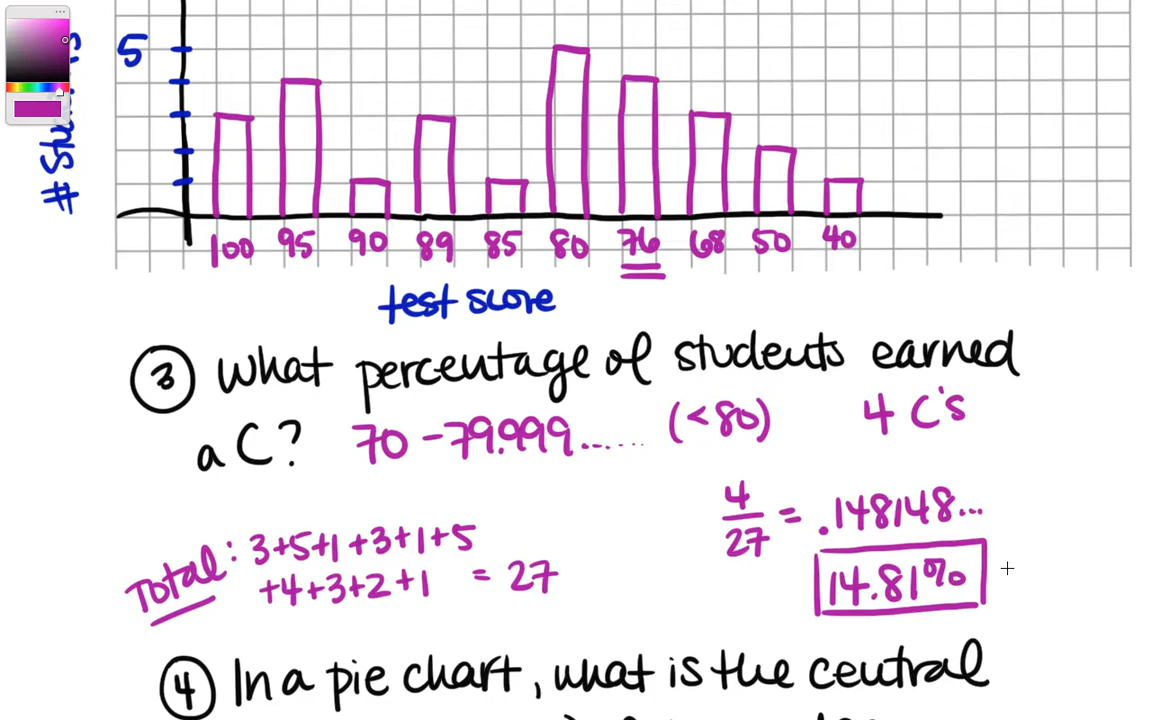 5
# Stu
100 95 90 89 85 80 76 68 50 40
test score
3 What percentage of students earned
a C? 70 - 79.999...... (<80) 4 C's
4/27 = .148148...
14.81%
Total: 3+5+1+3+1+5
+4+3+2+1 = 27
4 In a pie chart, what is the central